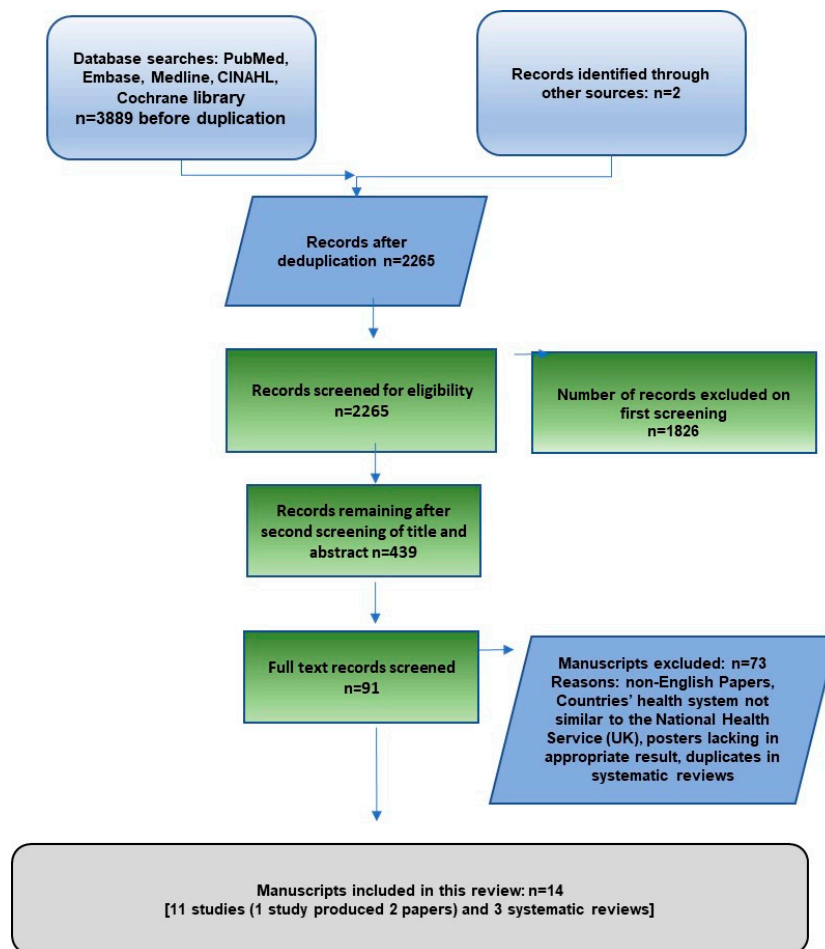 Database searches: PubMed,
Embase, Medline, CINAHL,
Cochrane library
n=3889 before duplication
Records identified through
other sources: n=2
Records after
deduplication n=2265
Records screened for eligibility
n=2265
Number of records excluded on
first screening
n=1826
Records remaining after
second screening of title and
abstract n=439
Full text records screened
n=91
Manuscripts excluded: n=73
Reasons: non-English Papers,
Countries' health system not
similar to the National Health
Service (UK), posters lacking in
appropriate result, duplicates in
systematic reviews
Manuscripts included in this review: n=14
[11 studies (1 study produced 2 papers) and 3 systematic reviews]